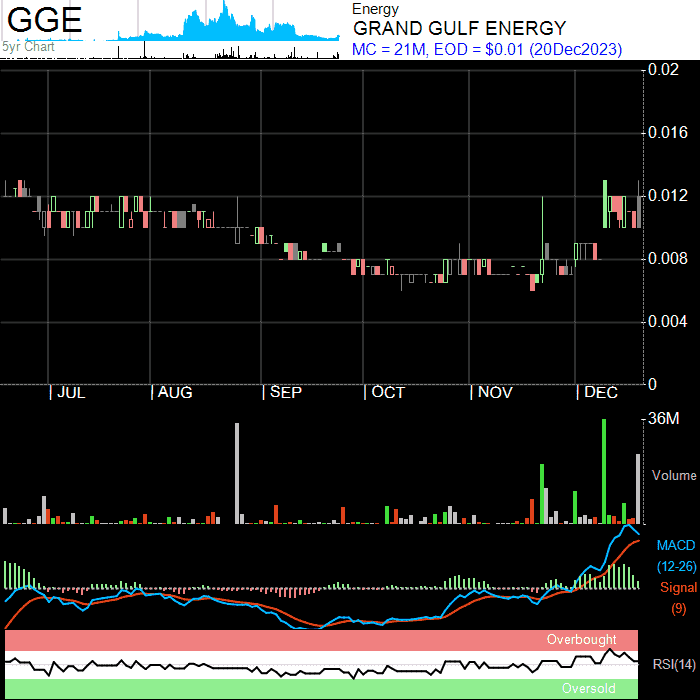 GGE
5yr Chart
Energy
GRAND GULF ENERGY
MC = 21M, EOD = $0.01 (20Dec2023)
0.02
0.016
0.012
0.008
0.004
0
| JUL | AUG | SEP | OCT | NOV | DEC
36M
Volume
MACD
(12-26)
Signal
(9)
Overbought
RSI(14)
Oversold